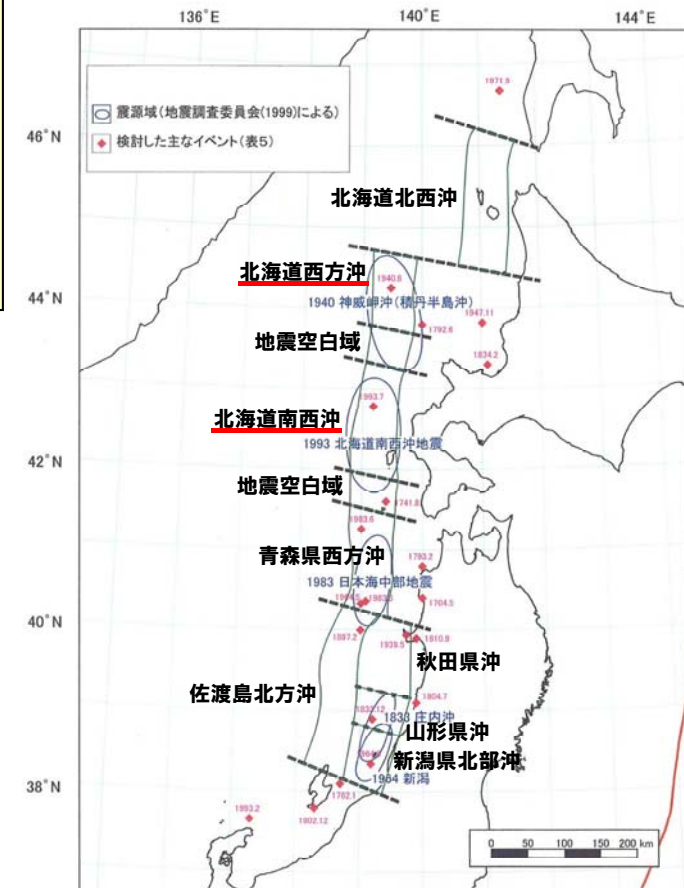 136°E
140°E
144°E
震源域(地震調査委員会(1999)による)
検討した主なイベント(表5)
1971.9
46°N
北海道北西沖
北海道西方沖
1940.8
44°N
1940 神威岬沖(積丹半島沖)
1947.11
1792.6
地震空白域
1834.2
1993.7
北海道南西沖
1993 北海道南西沖地震
42°N
地震空白域
1741.8
1983.6
青森県西方沖
1793.2
1983 日本海中部地震
1704.5
40°N
1939.5
1810.9
秋田県沖
佐渡島北方沖
1804.7
1833.12
1833 庄内沖
山形県沖
新潟県北部沖
1964 新潟
38°N
1762.1
1993.2
1802.12
0 50 100 150 200 km